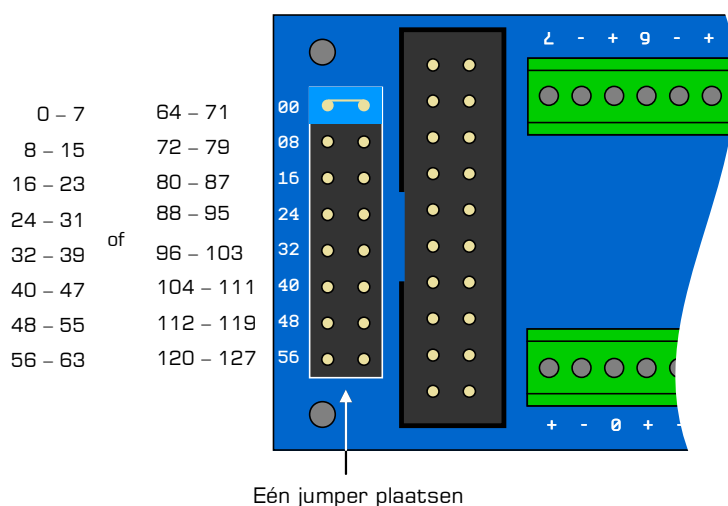 7 - + 6 - +
0 – 7 64 – 71 00
8 – 15 72 – 79 08
16 – 23 80 – 87 16
24 – 31 88 – 95 24
of
32 – 39 96 – 103 32
40 – 47 104 – 111 40
48 – 55 112 – 119 48
56 – 63 120 – 127 56
+ - 0 + -
Eén jumper plaatsen